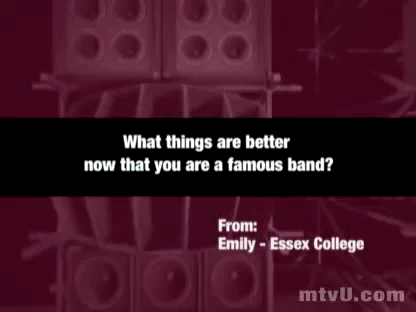 What things are better
now that you are a famous band?
From:
Emily - Essex College
mtvU.com